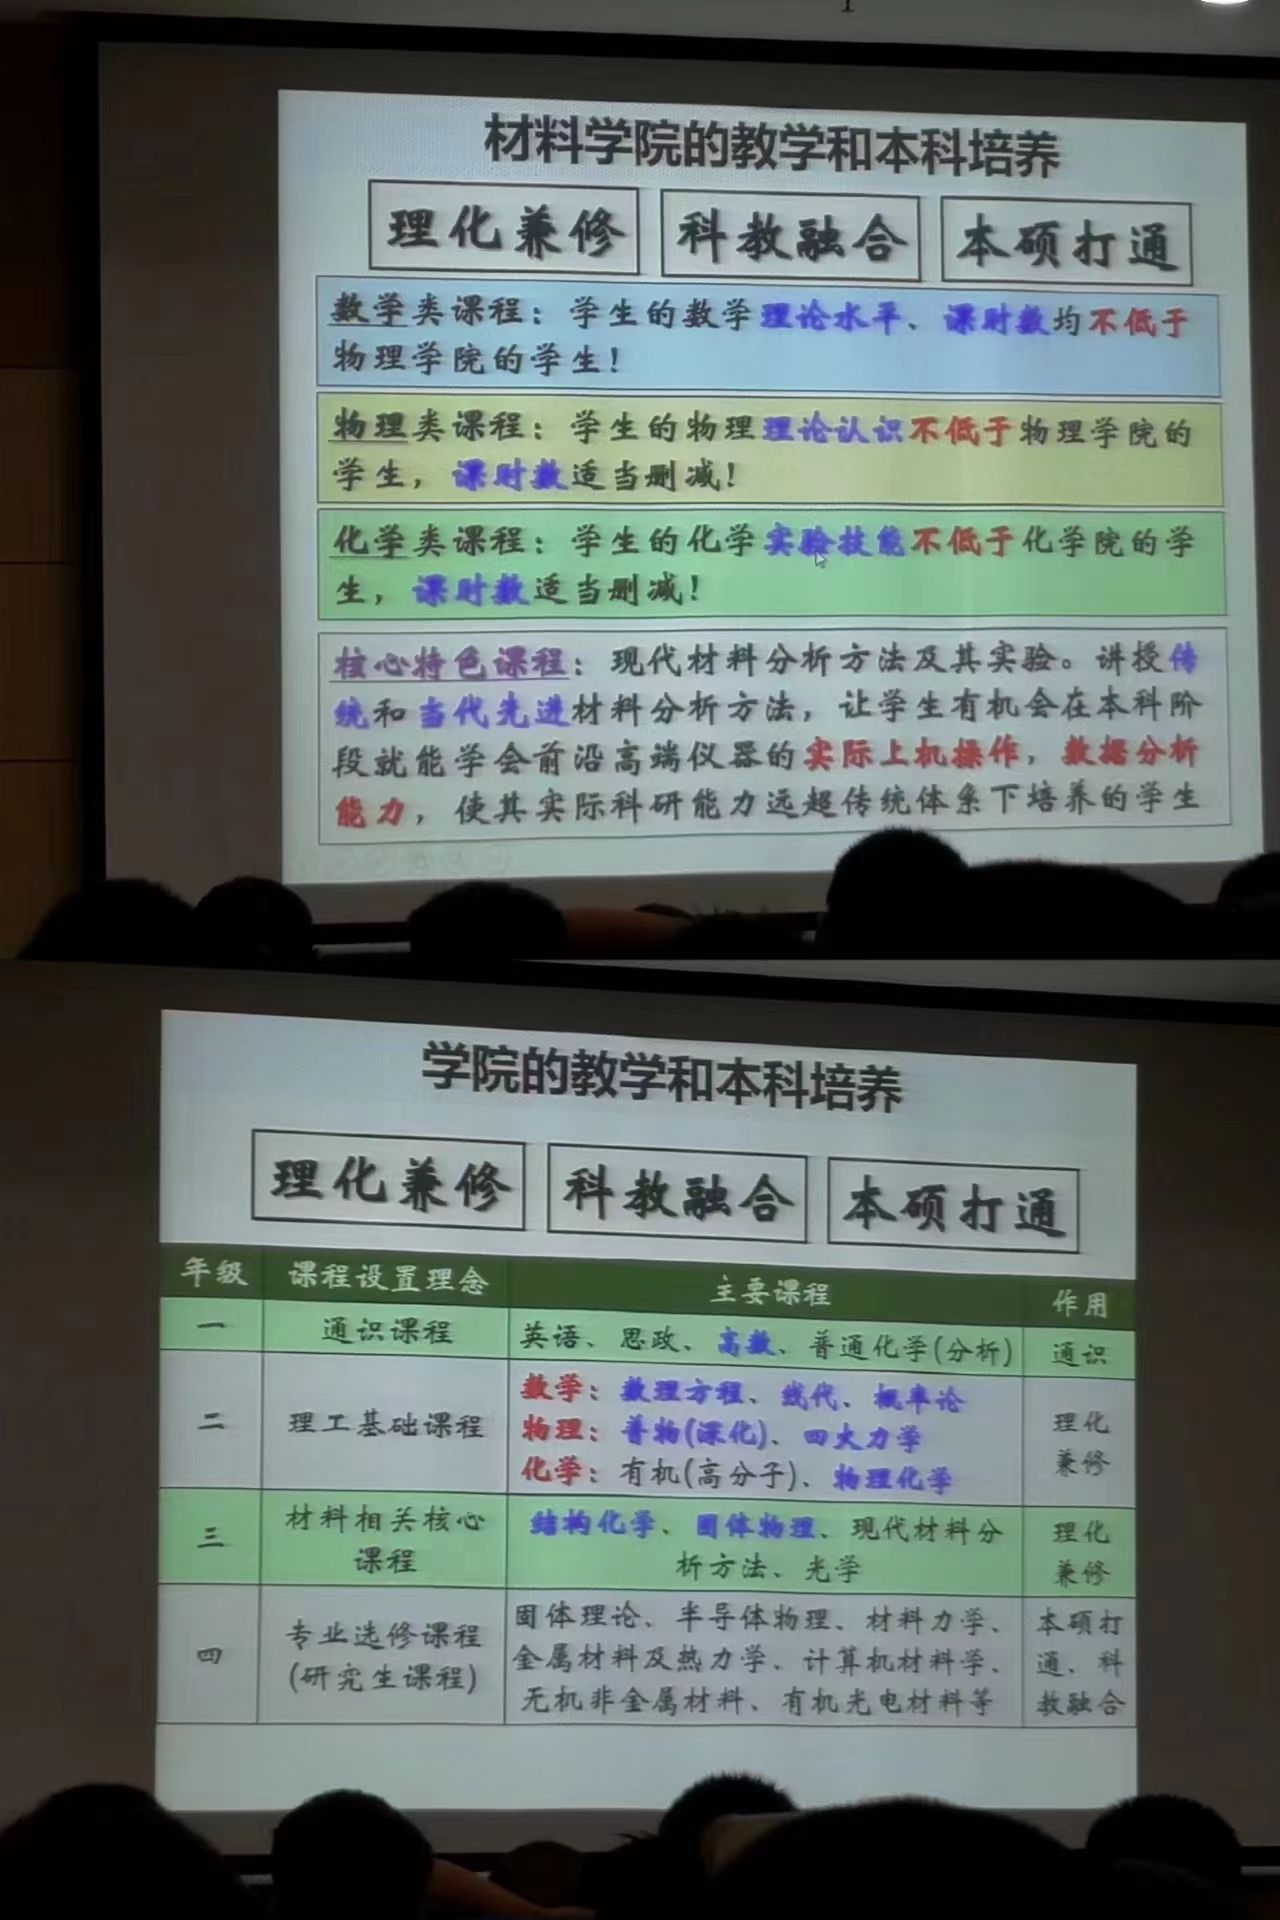 材料学院的教学和本科培养
理化兼修 科教融合 本硕打通
数学类课程：学生的数学理论水平、课时数均不低于
物理学院的学生！
物理类课程：学生的物理理论认识不低于物理学院的
学生，课时数适当删减！
化学类课程：学生的化学实验技能不低于化学院的学
生，课时数适当删减！
核心特色课程：现代材料分析方法及其实验。讲授传
统和当代先进材料分析方法，让学生有机会在本科阶
段就能学会前沿高端仪器的实际上机操作，数据分析
能力，使其实际科研能力远超传统体系下培养的学生
学院的教学和本科培养
理化兼修 科教融合 本硕打通
年级 课程设置理念 主要课程 作用
一 通识课程 英语、思政、高数、普通化学(分析) 通识
二 理工基础课程
数学：数理方程、线代、概率论
物理：普物(深化)、四大力学
化学：有机(高分子)、物理化学
理化
兼修
三
材料相关核心
课程
结构化学、固体物理、现代材料分
析方法、光学
理化
兼修
四
专业选修课程
(研究生课程)
固体理论、半导体物理、材料力学、
金属材料及热力学、计算机材料学、
无机非金属材料、有机光电材料等
本硕打
通、科
教融合